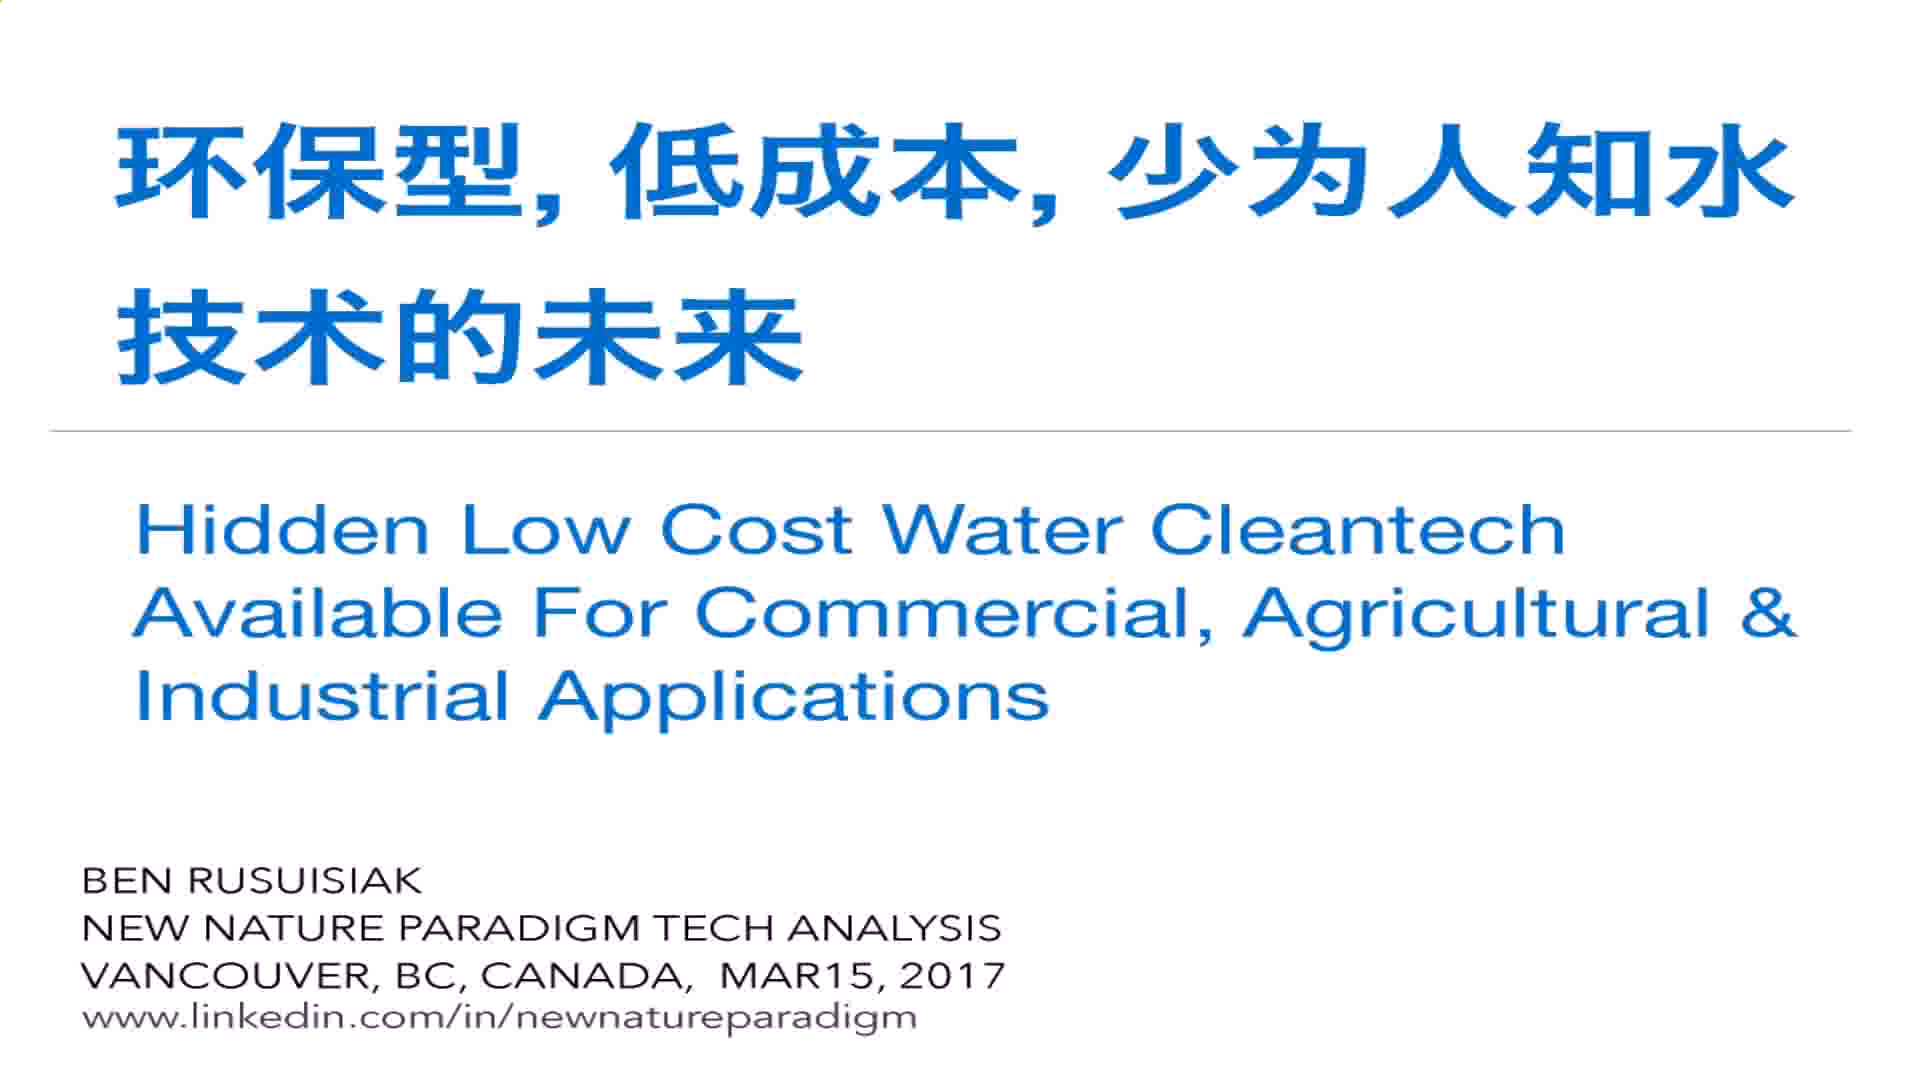 环保型, 低成本, 少为人知水
技术的未来
Hidden Low Cost Water Cleantech
Available For Commercial, Agricultural &
Industrial Applications
BEN RUSUISIAK
NEW NATURE PARADIGM TECH ANALYSIS
VANCOUVER, BC, CANADA,  MAR15, 2017
www.linkedin.com/in/newnatureparadigm